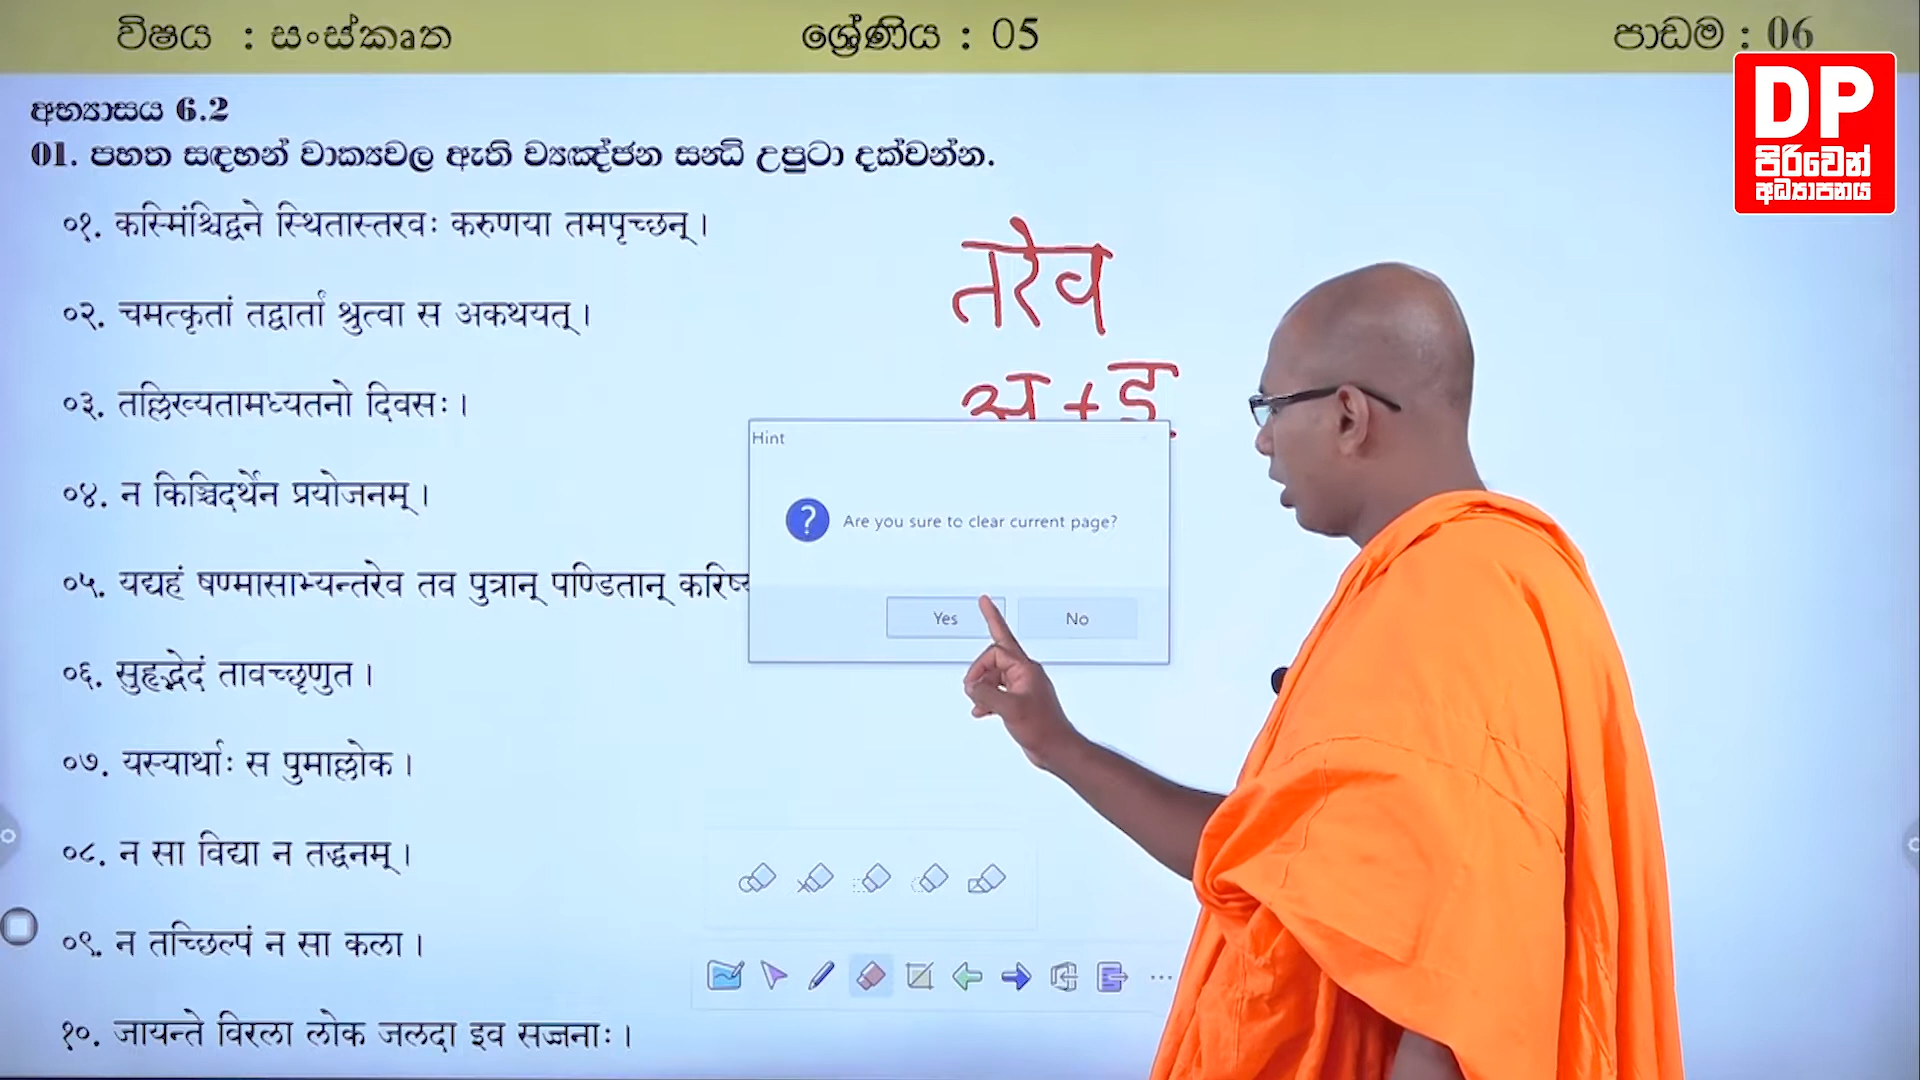 විෂය : සංස්කෘත ශ්‍රේණිය : 05 පාඩම : 06
DP
පිරිවෙන්
අධ්‍යාපනය
අභ්‍යාසය 6.2
01. පහත සඳහන් වාක්‍යවල ඇති ව්‍යඤ්ජන සන්ධි උපුටා දක්වන්න.
०१. कस्मिंश्चिद्वने स्थितास्तरवः करुणया तमपृच्छन् ।
०२. चमत्कृतां तद्वार्तां श्रुत्वा स अकथयत् ।
०३. तल्लिख्यतामध्यतनो दिवसः ।
०४. न किञ्चिदर्थेन प्रयोजनम् ।
०५. यद्यहं षण्मासाभ्यन्तरेव तव पुत्रान् पण्डितान्
०६. सुहृद्भेदं तावच्छृणुत ।
०७. यस्यार्थाः स पुमाल्लोक ।
०८. न सा विद्या न तद्धनम् ।
०९. न तच्छिल्पं न सा कला ।
१०. जायन्ते विरला लोक जलदा इव सज्जनाः ।
तरेव
Hint
Are you sure to clear current page?
Yes No